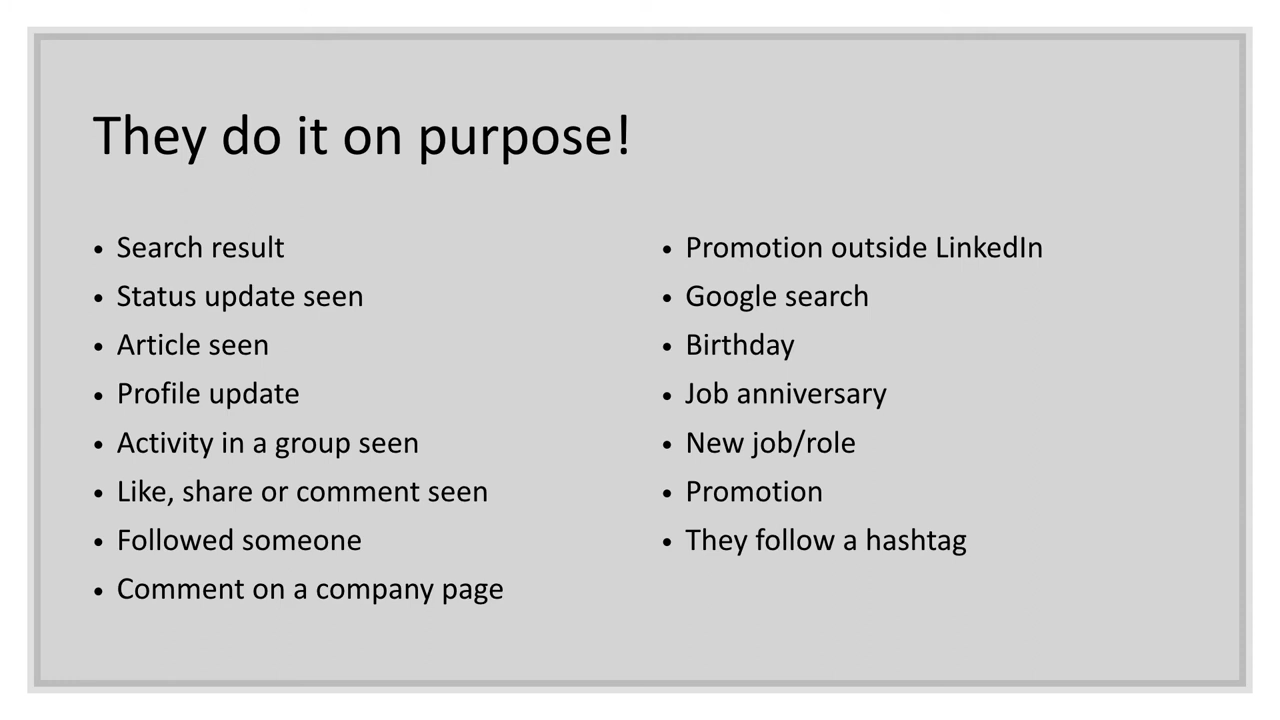 They do it on purpose!
• Search result
• Status update seen
• Article seen
• Profile update
• Activity in a group seen
• Like, share or comment seen
• Followed someone
• Comment on a company page
• Promotion outside LinkedIn
• Google search
• Birthday
• Job anniversary
• New job/role
• Promotion
• They follow a hashtag